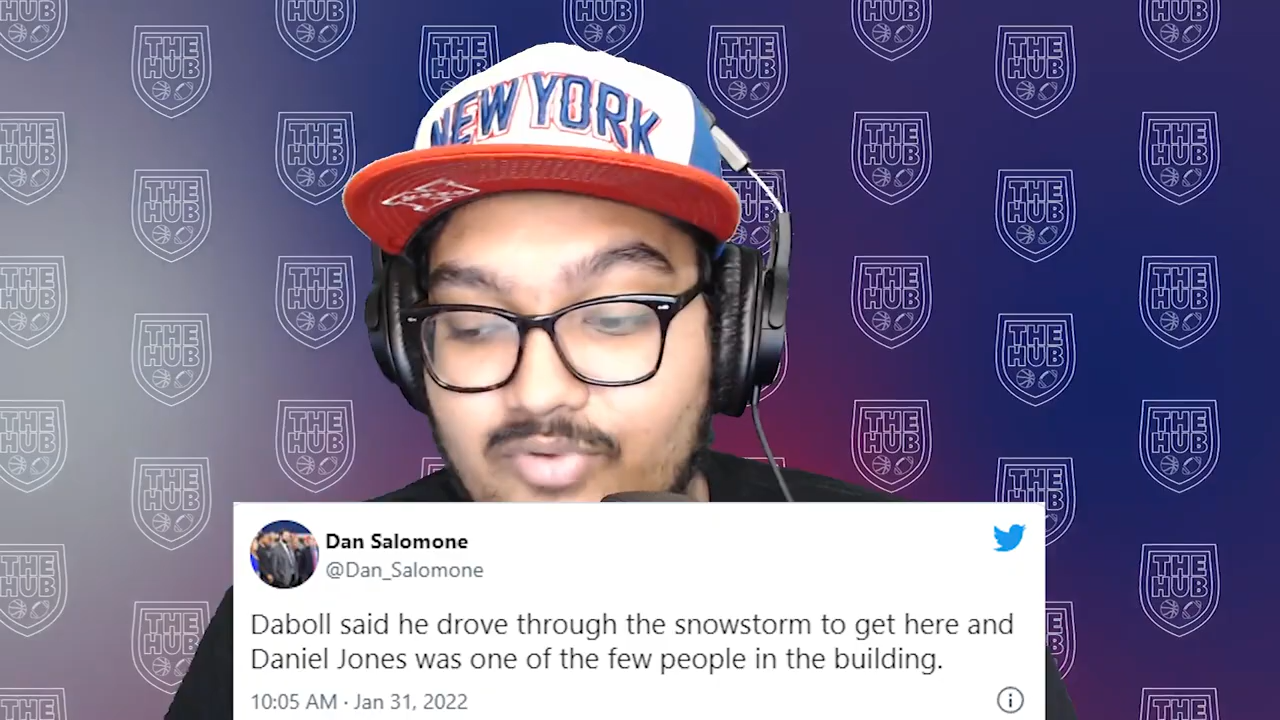 THE
HUB
NEW YORK
Dan Salomone
@Dan_Salomone
Daboll said he drove through the snowstorm to get here and
Daniel Jones was one of the few people in the building.
10:05 AM · Jan 31, 2022